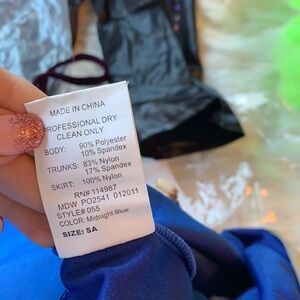 MADE IN CHINA
PROFESSIONAL DRY
CLEAN ONLY
BODY: 90% Polyester
10% Spandex
TRUNKS: 83% Nylon
17% Spandex
SKIRT: 100% Nylon
RN# 114987
MDW PO2541 012011
STYLE# 055
COLOR: Midnight Blue
SIZE: SA